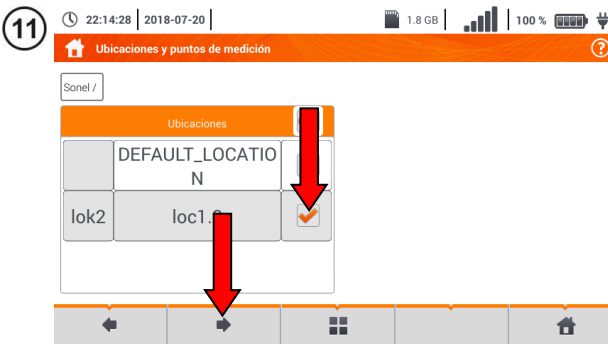 11
22:14:28 2018-07-20 1.8 GB 100 %
Ubicaciones y puntos de medición ?
Sonel /
Ubicaciones
DEFAULT_LOCATIO
N
lok2